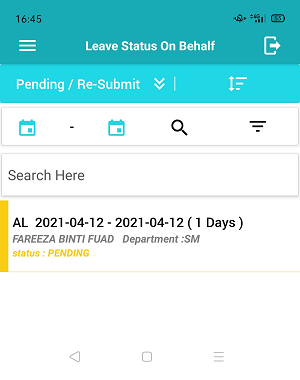 16:45
Leave Status On Behalf
Pending / Re-Submit
-
Search Here
AL 2021-04-12 - 2021-04-12 ( 1 Days )
FAREEZA BINTI FUAD Department :SM
status : PENDING